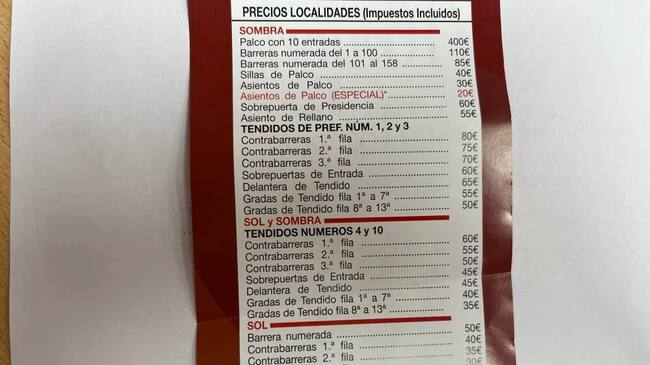 PRECIOS LOCALIDADES (Impuestos Incluidos)
SOMBRA
Palco con 10 entradas ........................ 400€
Barreras numerada del 1 a 100 ............... 110€
Barreras numerada del 101 al 158 ........... 85€
Sillas de Palco .................................. 40€
Asientos de Palco ............................... 30€
Asientos de Palco (ESPECIAL)* ............... 20€
Sobrepuerta de Presidencia ................... 60€
Asiento de Rellano .............................. 55€
TENDIDOS DE PREF. NÚM. 1, 2 y 3
Contrabarreras 1.ª fila ........................ 80€
Contrabarreras 2.ª fila ........................ 75€
Contrabarreras 3.ª fila ........................ 70€
Sobrepuertas de Entrada ...................... 60€
Delantera de Tendido ........................... 65€
Gradas de Tendido fila 1ª a 7ª .............. 55€
Gradas de Tendido fila 8ª a 13ª ............. 50€
SOL y SOMBRA
TENDIDOS NUMEROS 4 y 10
Contrabarreras 1.ª fila ........................ 60€
Contrabarreras 2.ª fila ........................ 55€
Contrabarreras 3.ª fila ........................ 50€
Sobrepuertas de Entrada ...................... 45€
Delantera de Tendido ........................... 45€
Gradas de Tendido fila 1ª a 7ª .............. 40€
Gradas de Tendido fila 8ª a 13ª ............. 35€
SOL
Barrera numerada ................................ 50€
Contrabarreras 1.ª fila ........................ 40€
Contrabarreras 2.ª fila ........................ 35€
30€